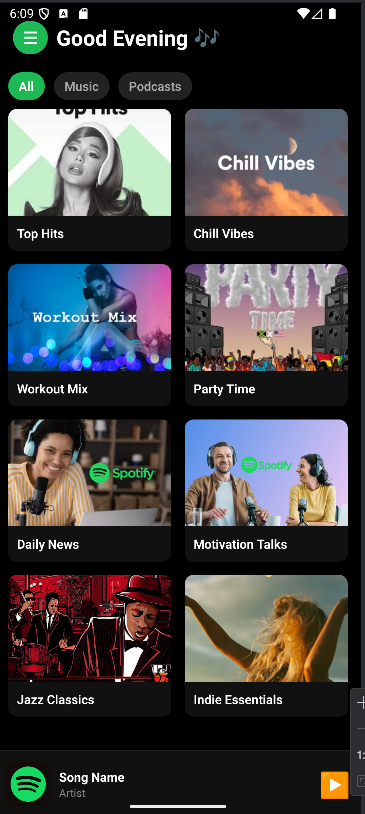 6:09
Good Evening 🎶
All
Music
Podcasts
Top Hits
Top Hits
Chill Vibes
Chill Vibes
Workout Mix
Workout Mix
PARTY
TIME
Party Time
Spotify
Daily News
Spotify
Motivation Talks
Jazz Classics
Indie Essentials
Song Name
Artist
1: